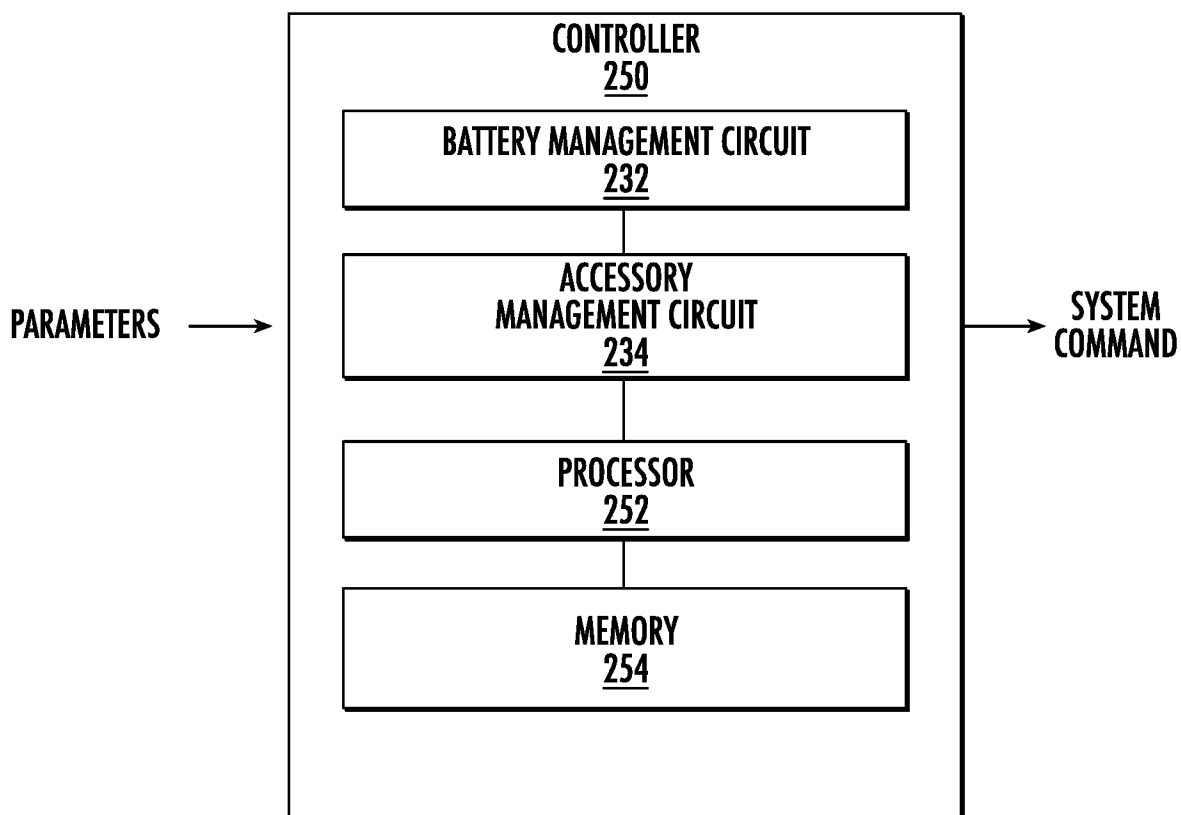 CONTROLLER
250
BATTERY MANAGEMENT CIRCUIT
232
ACCESSORY
MANAGEMENT CIRCUIT
234
PARAMETERS
SYSTEM
COMMAND
PROCESSOR
252
MEMORY
254